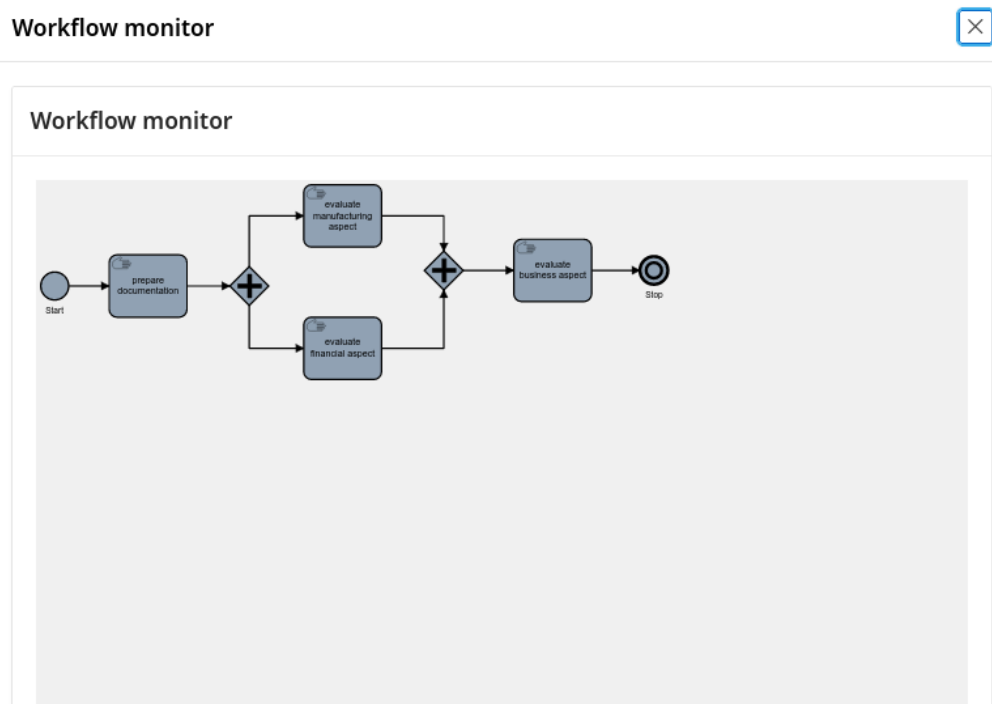 Workflow monitor
Workflow monitor
evaluate
manufacturing
aspect
prepare
documentation
Start
evaluate
financial aspect
evaluate
business aspect
Stop